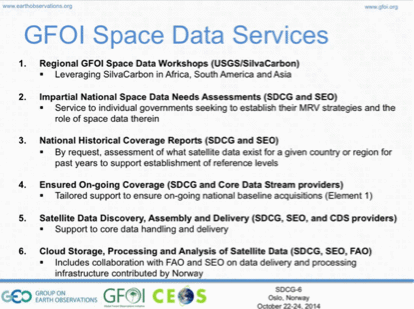 www.earthobservations.org
www.gfoi.org
GFOI Space Data Services
1. Regional GFOI Space Data Workshops (USGS/SilvaCarbon)
▪ Leveraging SilvaCarbon in Africa, South America and Asia
2. Impartial National Space Data Needs Assessments (SDCG and SEO)
▪ Service to individual governments seeking to establish their MRV strategies and the
role of space data therein
3. National Historical Coverage Reports (SDCG and SEO)
▪ By request, assessment of what satellite data exist for a given country or region for
past years to support establishment of reference levels
4. Ensured On-going Coverage (SDCG and Core Data Stream providers)
▪ Tailored support to ensure on-going national baseline acquisitions (Element 1)
5. Satellite Data Discovery, Assembly and Delivery (SDCG, SEO, and CDS providers)
▪ Support to core data handling and delivery
6. Cloud Storage, Processing and Analysis of Satellite Data (SDCG, SEO, FAO)
▪ Includes collaboration with FAO and SEO on data delivery and processing
infrastructure contributed by Norway
GEO GROUP ON
EARTH OBSERVATIONS
GFOI
CEOS
SDCG-6
Oslo, Norway
October 22-24, 2014